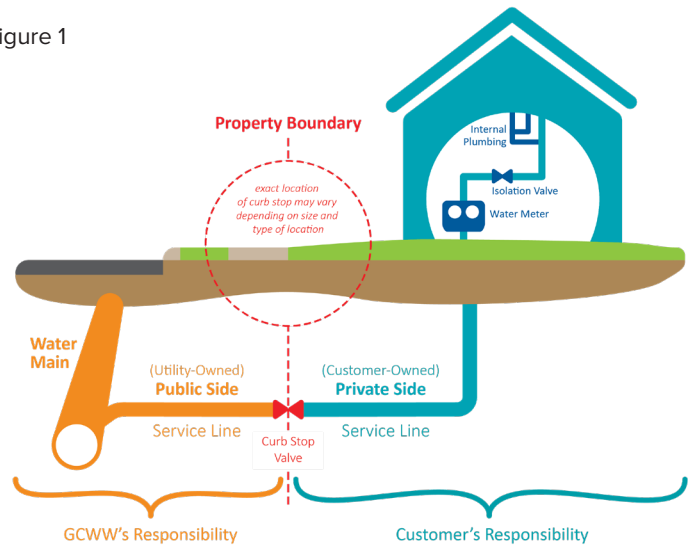 igure 1
Property Boundary
exact location
of curb stop may vary
depending on size and
type of location
Internal
Plumbing
Isolation Valve
Water Meter
Water
Main
(Utility-Owned)
Public Side
Service Line
(Customer-Owned)
Private Side
Service Line
Curb Stop
Valve
GCWW's Responsibility
Customer's Responsibility